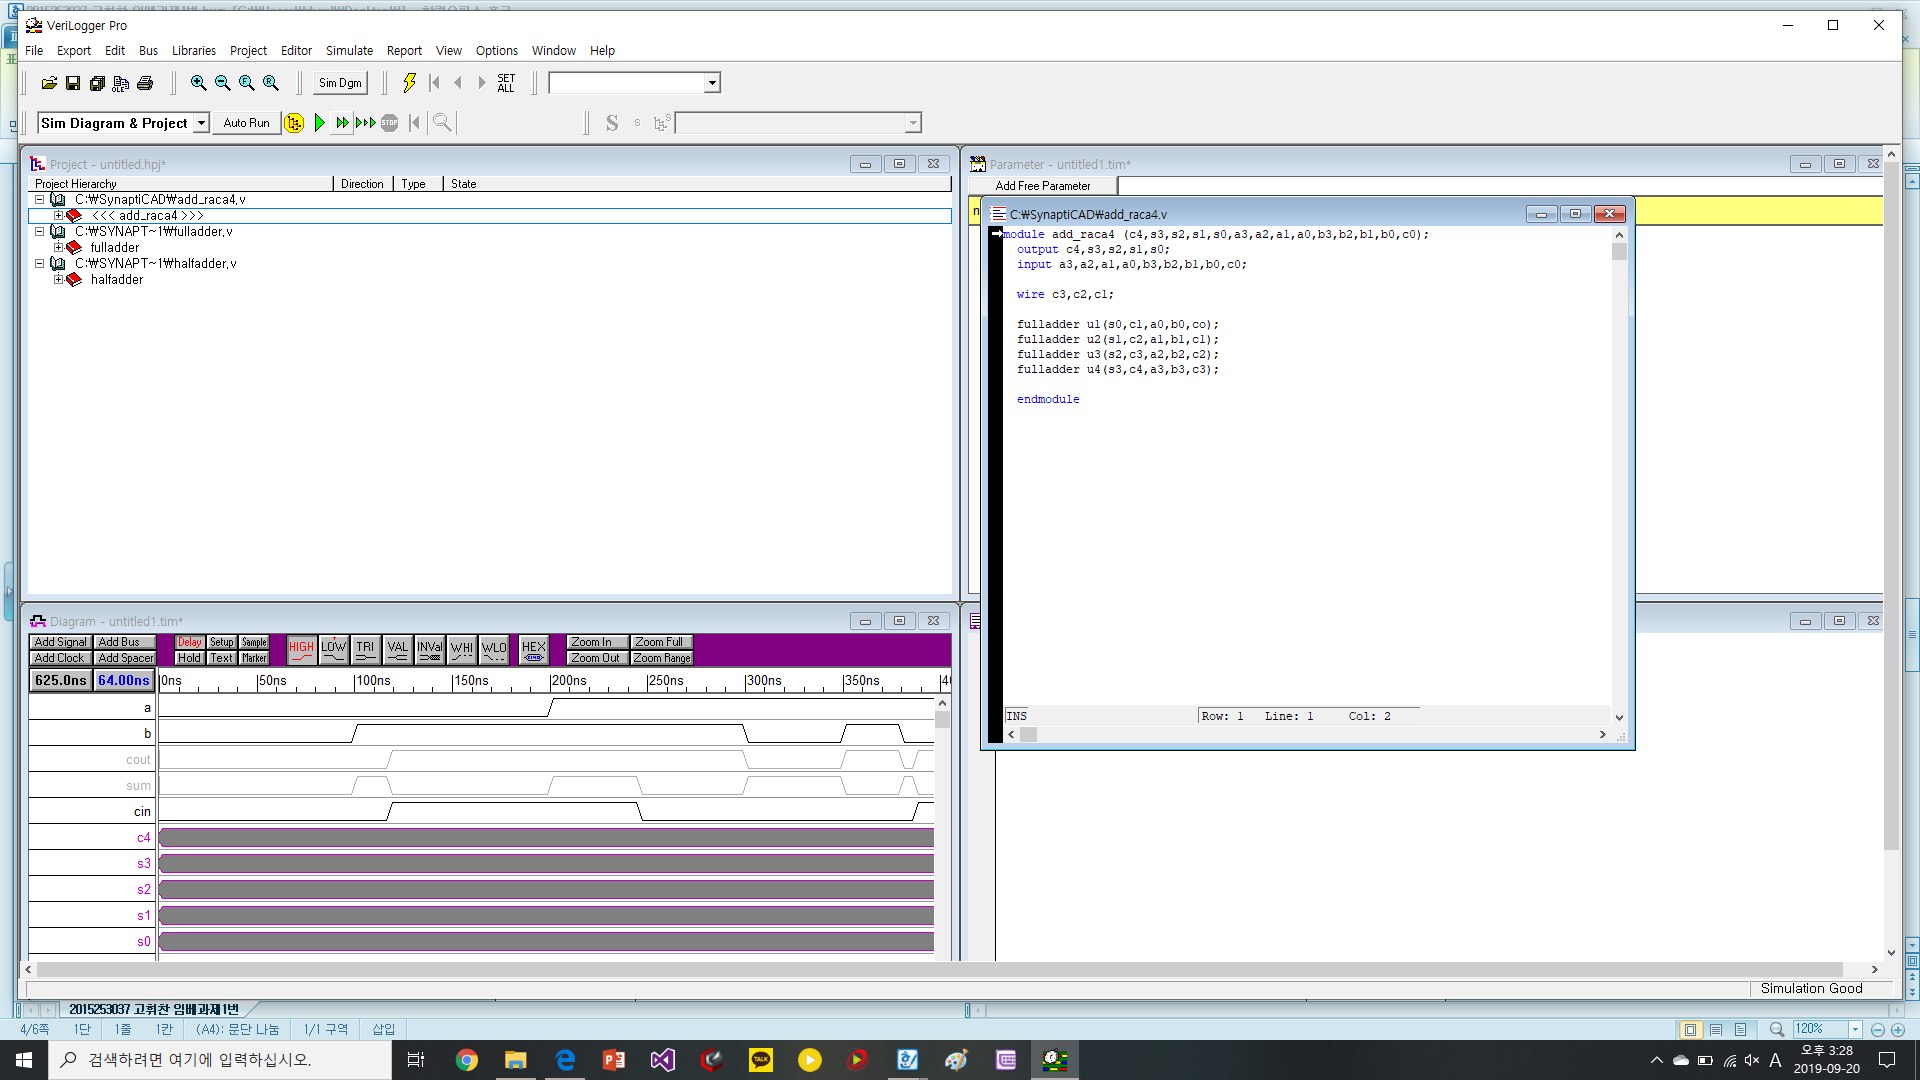 VeriLogger Pro
File Export Edit Bus Libraries Project Editor Simulate Report View Options Window Help
Sim Dgm
SET ALL
Sim Diagram & Project
Auto Run
Project - untitled.hpj*
Project Hierarchy Direction Type State
C:₩SynaptiCAD₩add_raca4.v
<<< add_raca4 >>>
C:₩SYNAPT~1₩fulladder.v
fulladder
C:₩SYNAPT~1₩halfadder.v
halfadder
Parameter - untitled1.tim*
Add Free Parameter
n
C:₩SynaptiCAD₩add_raca4.v
module add_raca4 (c4,s3,s2,s1,s0,a3,a2,a1,a0,b3,b2,b1,b0,c0);
output c4,s3,s2,s1,s0;
input a3,a2,a1,a0,b3,b2,b1,b0,c0;
wire c3,c2,c1;
fulladder u1(s0,c1,a0,b0,co);
fulladder u2(s1,c2,a1,b1,c1);
fulladder u3(s2,c3,a2,b2,c2);
fulladder u4(s3,c4,a3,b3,c3);
endmodule
INS Row: 1 Line: 1 Col: 2
Diagram - untitled1.tim*
Add Signal Add Bus Delay Setup Sample HIGH LOW TRI VAL INVal WHI WLO HEX Zoom In Zoom Full
Add Clock Add Spacer Hold Text Marker Zoom Out Zoom Range
625.0ns 64.00ns 0ns 50ns 100ns 150ns 200ns 250ns 300ns 350ns 4
a
b
cout
sum
cin
c4
s3
s2
s1
s0
Simulation Good
2015253037 고휘찬 임베과제1번
4/6쪽 1단 1줄 1칸 (A4): 문단 나눔 1/1 구역 삽입 120%
검색하려면 여기에 입력하십시오.
TALK
A
오후 3:28
2019-09-20